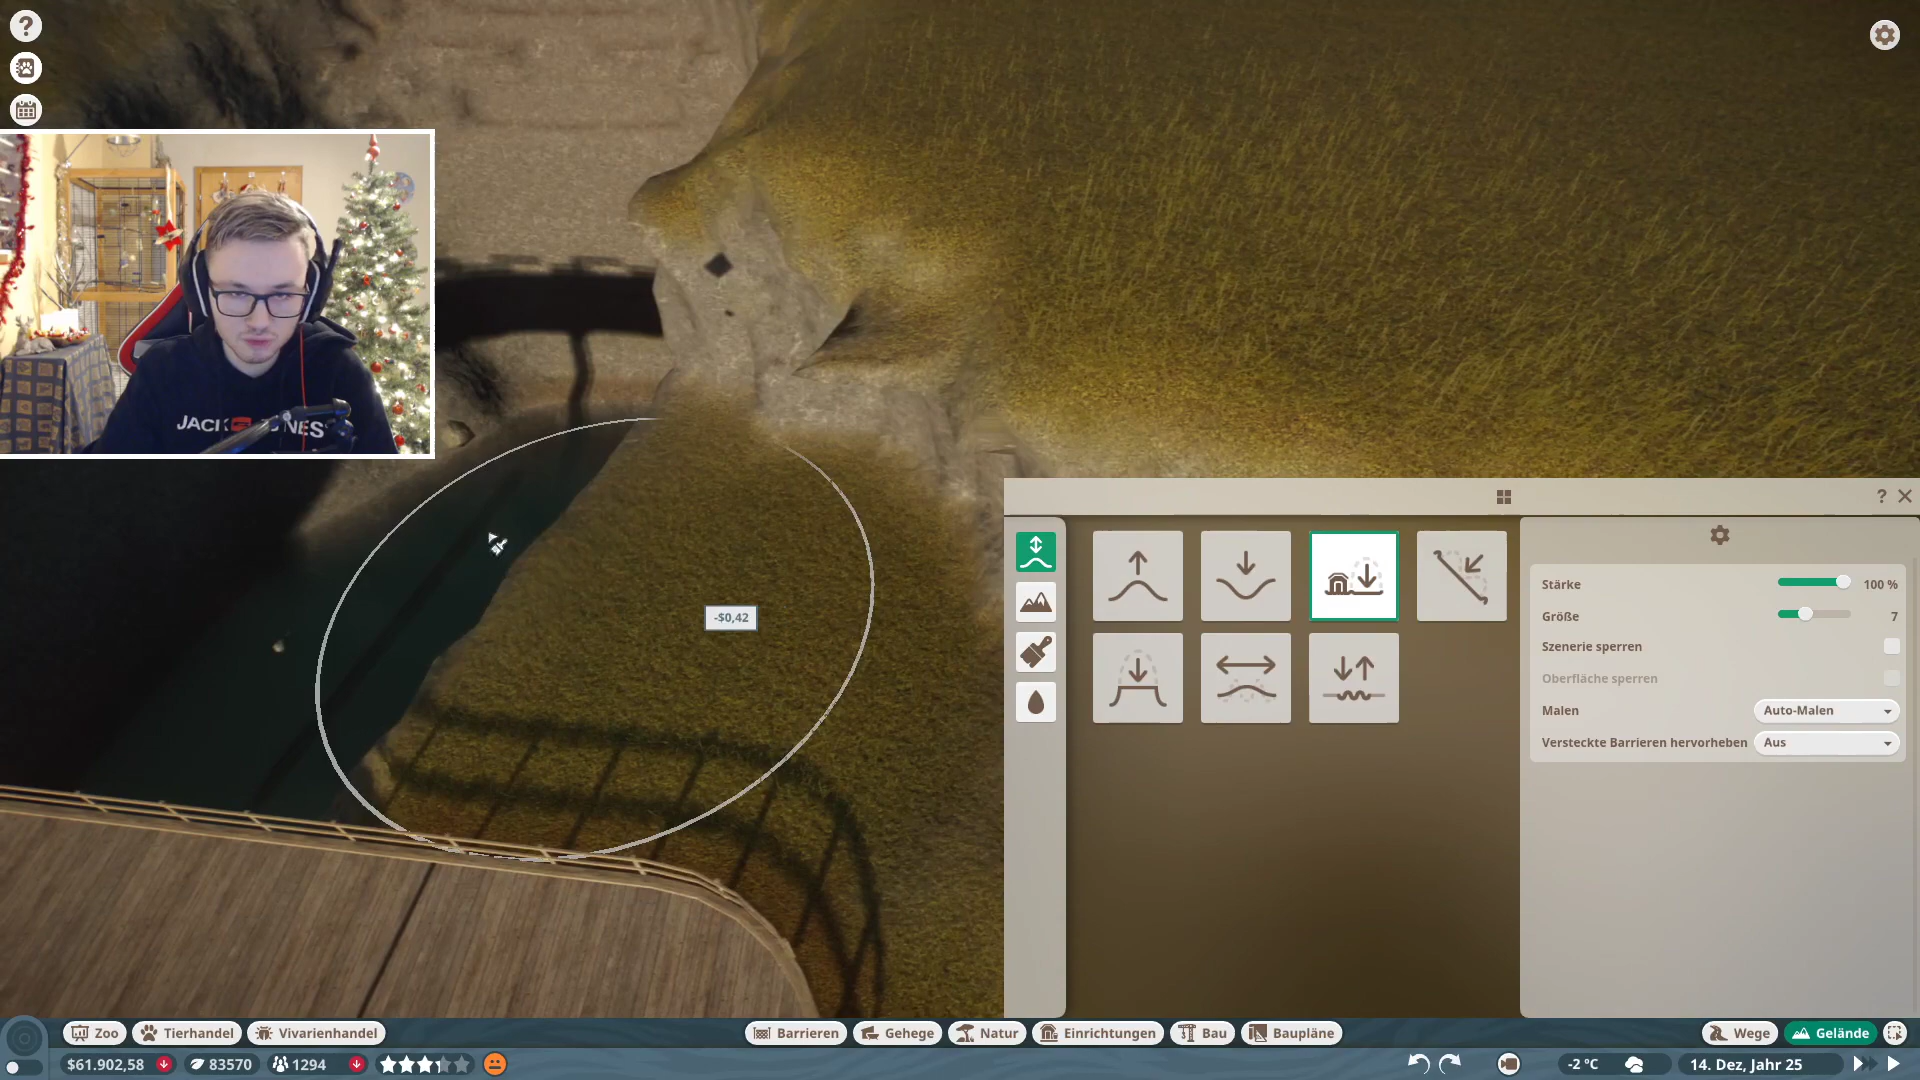 ?
JACK JONES
-$0,42
?
Stärke
100 %
Größe
7
Szenerie sperren
Oberfläche sperren
Malen
Auto-Malen
Versteckte Barrieren hervorheben
Aus
Zoo
Tierhandel
Vivarienhandel
Barrieren
Gehege
Natur
Einrichtungen
Bau
Baupläne
Wege
Gelände
$61.902,58
83570
1294
-2 °C
14. Dez, Jahr 25